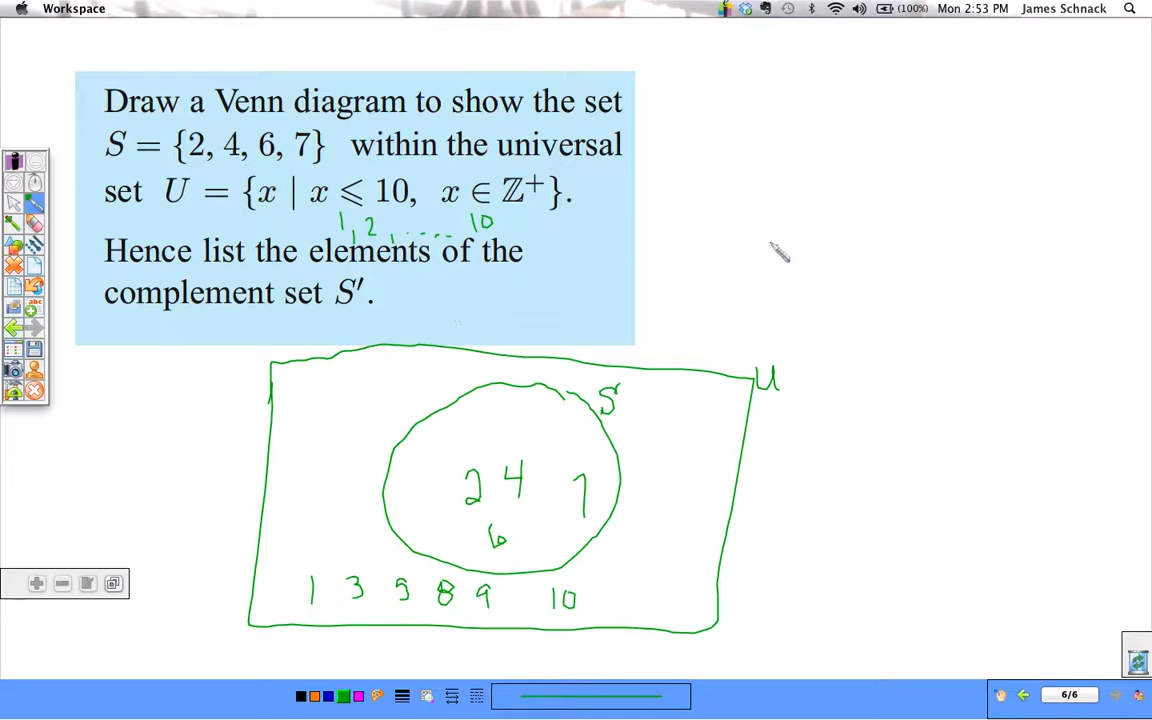 Workspace
(100%) Mon 2:53 PM James Schnack
Draw a Venn diagram to show the set
S = {2, 4, 6, 7} within the universal
set U = {x | x ⩽ 10, x ∈ ℤ⁺}.
1, 2, ..... 10
Hence list the elements of the
complement set S′.
U
S
2 4 7
6
1 3 5 8 9 10
abc
6/6